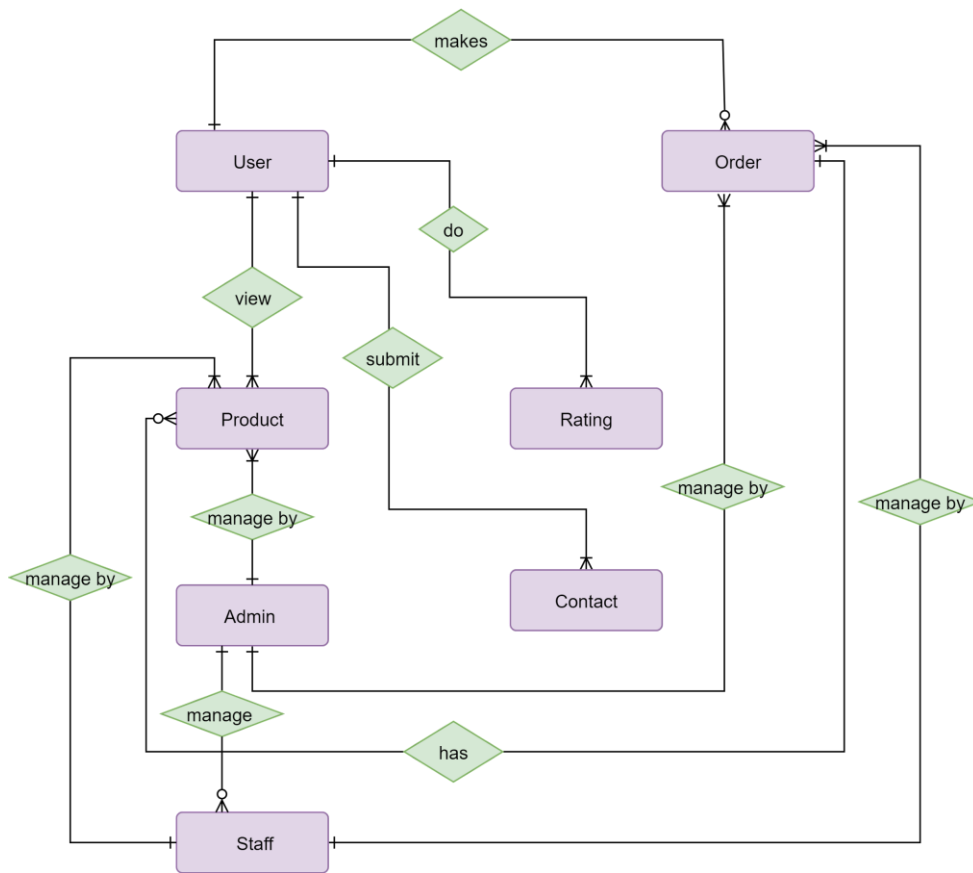 makes
User
Order
do
view
submit
Product
Rating
manage by
manage by
manage by
manage by
Contact
Admin
manage
has
Staff